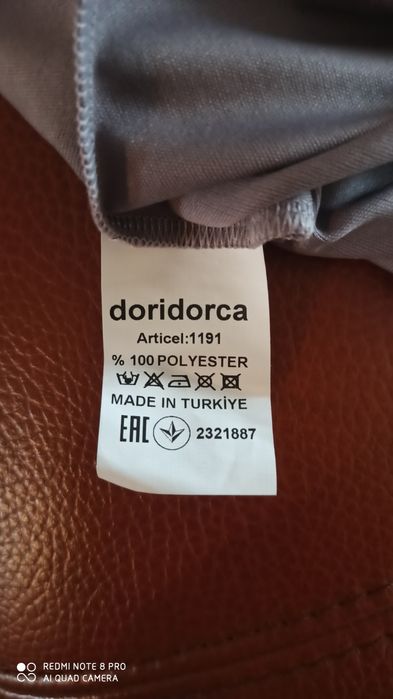 doridorca
Articel:1191
% 100 POLYESTER
MADE IN TURKİYE
EAC 2321887
REDMI NOTE 8 PRO
AI QUAD CAMERA